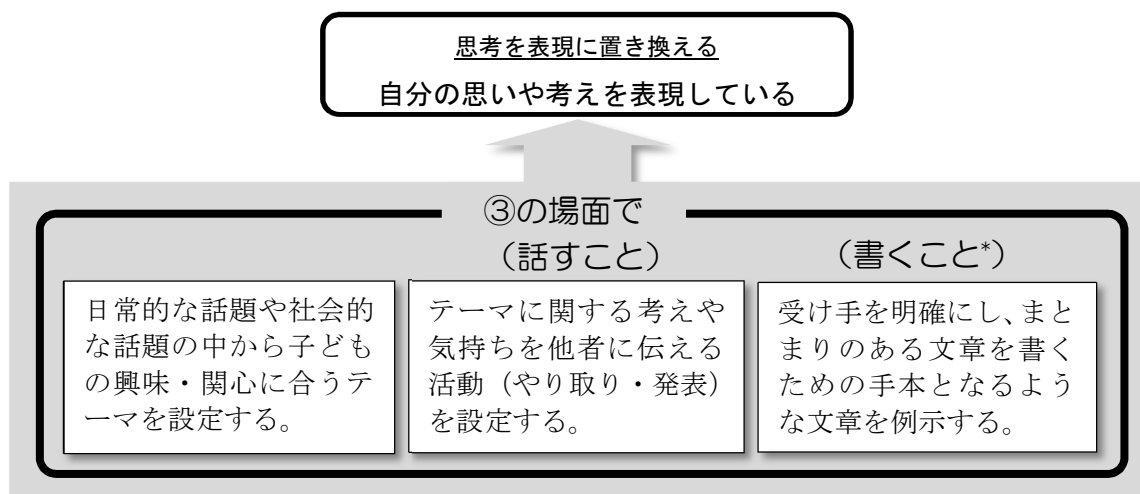 思考を表現に置き換える
自分の思いや考えを表現している
③の場面で
（話すこと）
（書くこと*）
日常的な話題や社会的
な話題の中から子ども
の興味・関心に合うテ
ーマを設定する。
テーマに関する考えや
気持ちを他者に伝える
活動（やり取り・発表）
を設定する。
受け手を明確にし、まと
まりのある文章を書く
ための手本となるよう
な文章を例示する。